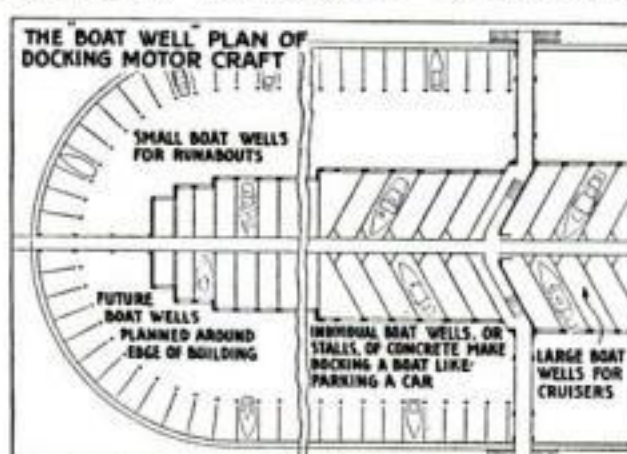 THE "BOAT WELL" PLAN OF
DOCKING MOTOR CRAFT
SMALL BOAT WELLS
FOR RUNABOUTS
FUTURE
BOAT WELLS
PLANNED AROUND
EDGE OF BUILDING
INDIVIDUAL BOAT WELLS, OR
STALLS, OF CONCRETE MAKE
DOCKING A BOAT LIKE
PARKING A CAR
LARGE BOAT
WELLS FOR
CRUISERS